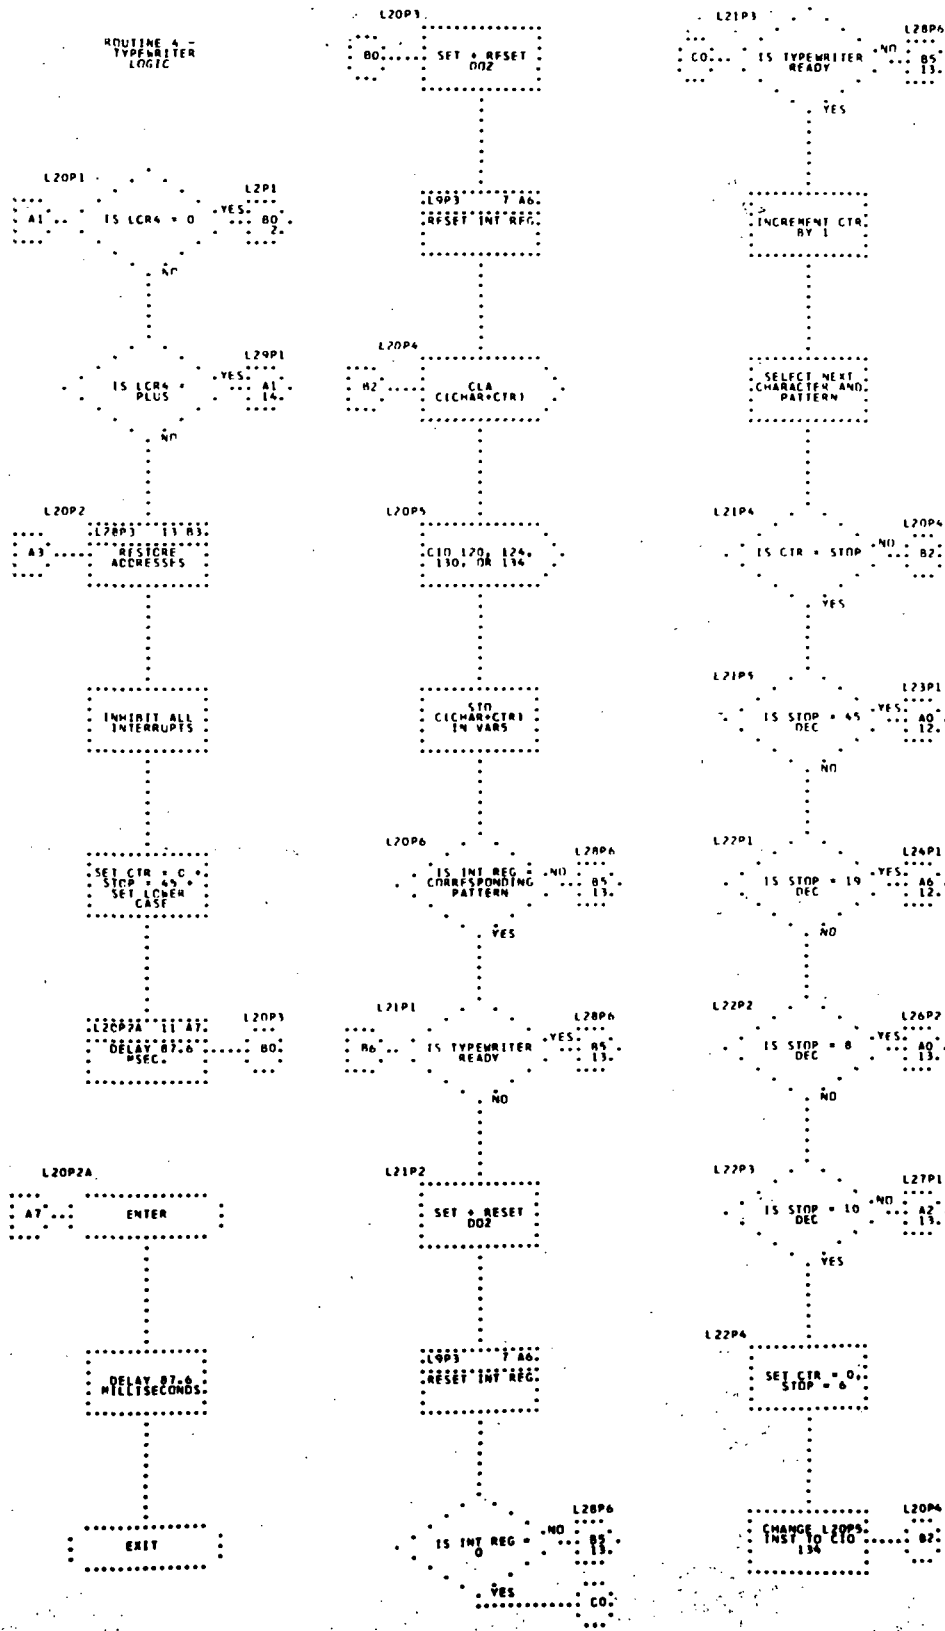 ROUTINE 4 -
TYPEWRITER
LOGIC
L20P1
A1
IS LCR4 = 0
YES
L2P1
B0
2.
NO
IS LCR4 =
PLUS
YES
L29P1
A1
14
NO
L20P2
A3
L28P3 13 B3
RESTORE
ADDRESSES
INHIBIT ALL
INTERRUPTS
SET CTR = 0 +
STOP = 45 +
SET LOWER
CASE
L20P2A 11 A7
DELAY 87.6
MSEC.
L20P3
B0
L20P2A
A7
ENTER
DELAY 87.6
MILLISECONDS
EXIT
L20P3
B0
SET + RESET
D02
L9P3 7 A6
RESET INT REG
L20P4
B2
CLA
C(CHAR+CTR)
L20P5
CIO 120, 124,
130, OR 134
STO
C(CHAR+CTR)
IN VAR5
L20P6
IS INT REG =
CORRESPONDING
PATTERN
NO
L28P6
B5
13.
YES
L21P1
B6
IS TYPEWRITER
READY
YES
L28P6
B5
13.
NO
L21P2
SET + RESET
D02
L9P3 7 A6
RESET INT REG
IS INT REG =
0
NO
L28P6
B5
13.
YES
C0
L21P3
C0
IS TYPEWRITER
READY
NO
L28P6
B5
13.
YES
INCREMENT CTR
BY 1
SELECT NEXT
CHARACTER AND
PATTERN
L21P4
IS CTR = STOP
NO
L20P4
B2
YES
L21P5
IS STOP = 45
DEC
YES
L23P1
A0
12.
NO
L22P1
IS STOP = 19
DEC
YES
L24P1
A6
12.
NO
L22P2
IS STOP = 8
DEC
YES
L26P2
A0
13.
NO
L22P3
IS STOP = 10
DEC
NO
L27P1
A2
13.
YES
L22P4
SET CTR = 0,
STOP = 6
CHANGE L20P5
INST TO CIO
134
L20P4
B2